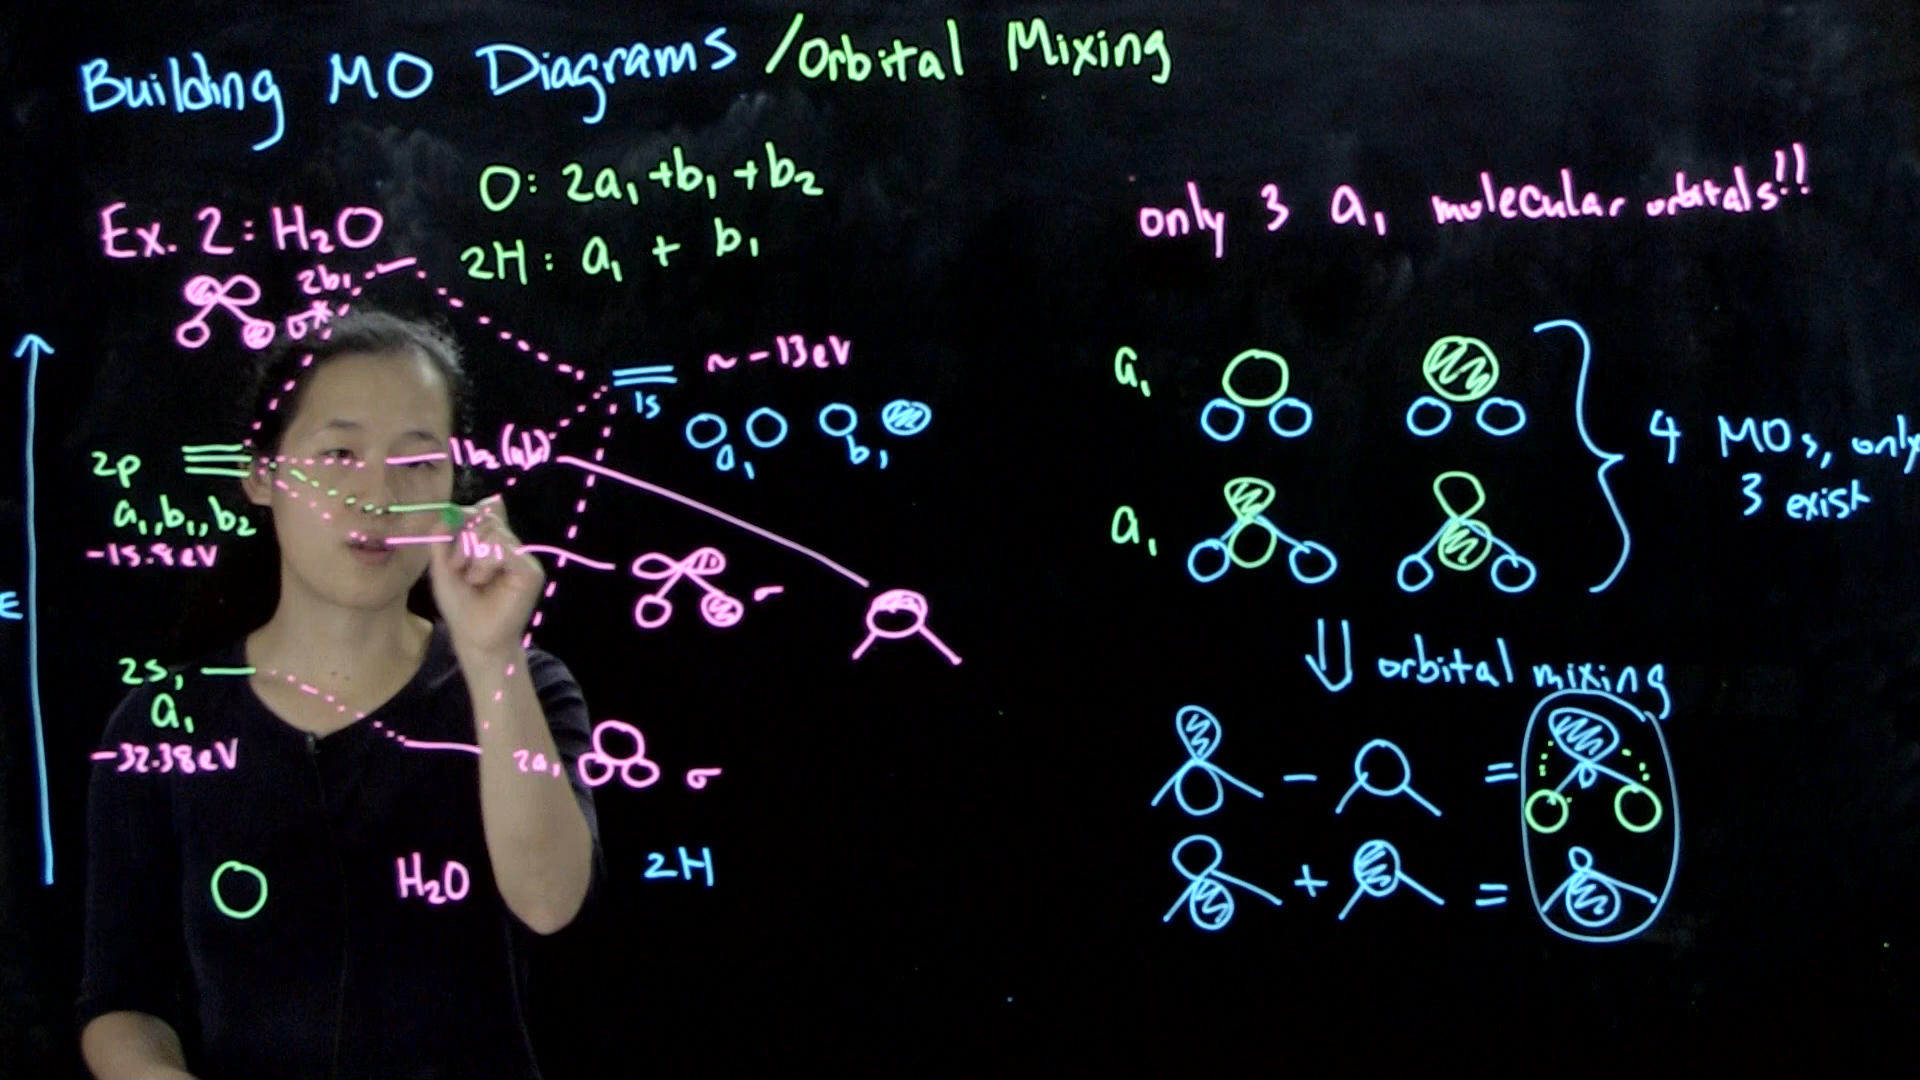 Building MO Diagrams /Orbital Mixing
Ex. 2: H₂O
O: 2a₁+b₁+b₂
2H: a₁ + b₁
only 3 a₁ molecular orbitals!!
2b₁
σ*
~ -13eV
1s
a₁
b₁
2p
a₁, b₁, b₂
-15.8eV
1b₂(nb)
1b₁
σ
E
2s,
a₁
-32.38eV
2a₁
σ
O
H₂O
2H
a₁
a₁
4 MOs, only
3 exist
⇓ orbital mixing
− =
+ =